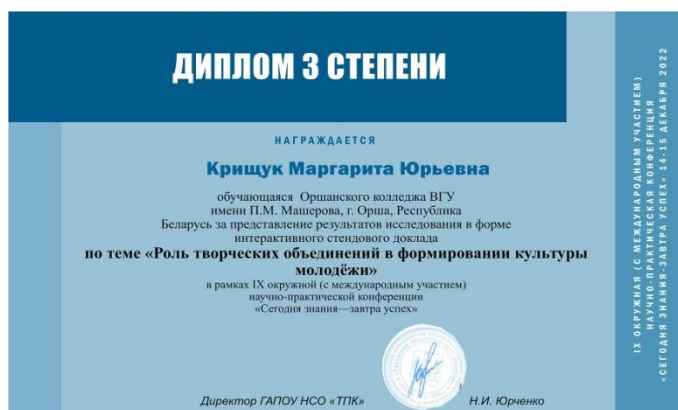 ДИПЛОМ 3 СТЕПЕНИ
НАГРАЖДАЕТСЯ
Крищук Маргарита Юрьевна
обучающаяся Оршанского колледжа ВГУ
имени П.М. Машерова, г. Орша, Республика
Беларусь за представление результатов исследования в форме
интерактивного стендового доклада
по теме «Роль творческих объединений в формировании культуры
молодёжи»
в рамках IX окружной (с международным участием)
научно-практической конференции
«Сегодня знания—завтра успех»
Директор ГАПОУ НСО «ТПК» Н.И. Юрченко
IX ОКРУЖНАЯ (С МЕЖДУНАРОДНЫМ УЧАСТИЕМ)
НАУЧНО-ПРАКТИЧЕСКАЯ КОНФЕРЕНЦИЯ
«СЕГОДНЯ ЗНАНИЯ-ЗАВТРА УСПЕХ» 14-15 ДЕКАБРЯ 2022